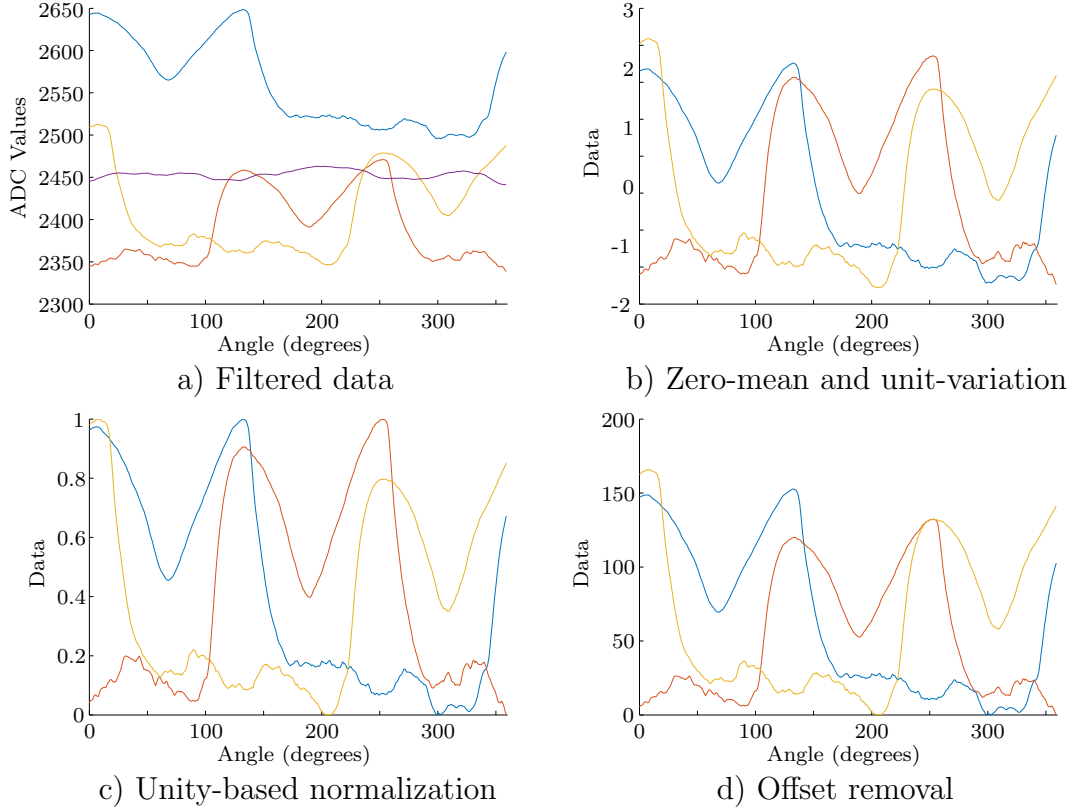 2650
2600
2550
2500
2450
2400
2350
2300
ADC Values
0 100 200 300
Angle (degrees)
a) Filtered data
3
2
1
0
-1
-2
Data
0 100 200 300
Angle (degrees)
b) Zero-mean and unit-variation
1
0.8
0.6
0.4
0.2
0
Data
0 100 200 300
Angle (degrees)
c) Unity-based normalization
200
150
100
50
0
Data
0 100 200 300
Angle (degrees)
d) Offset removal